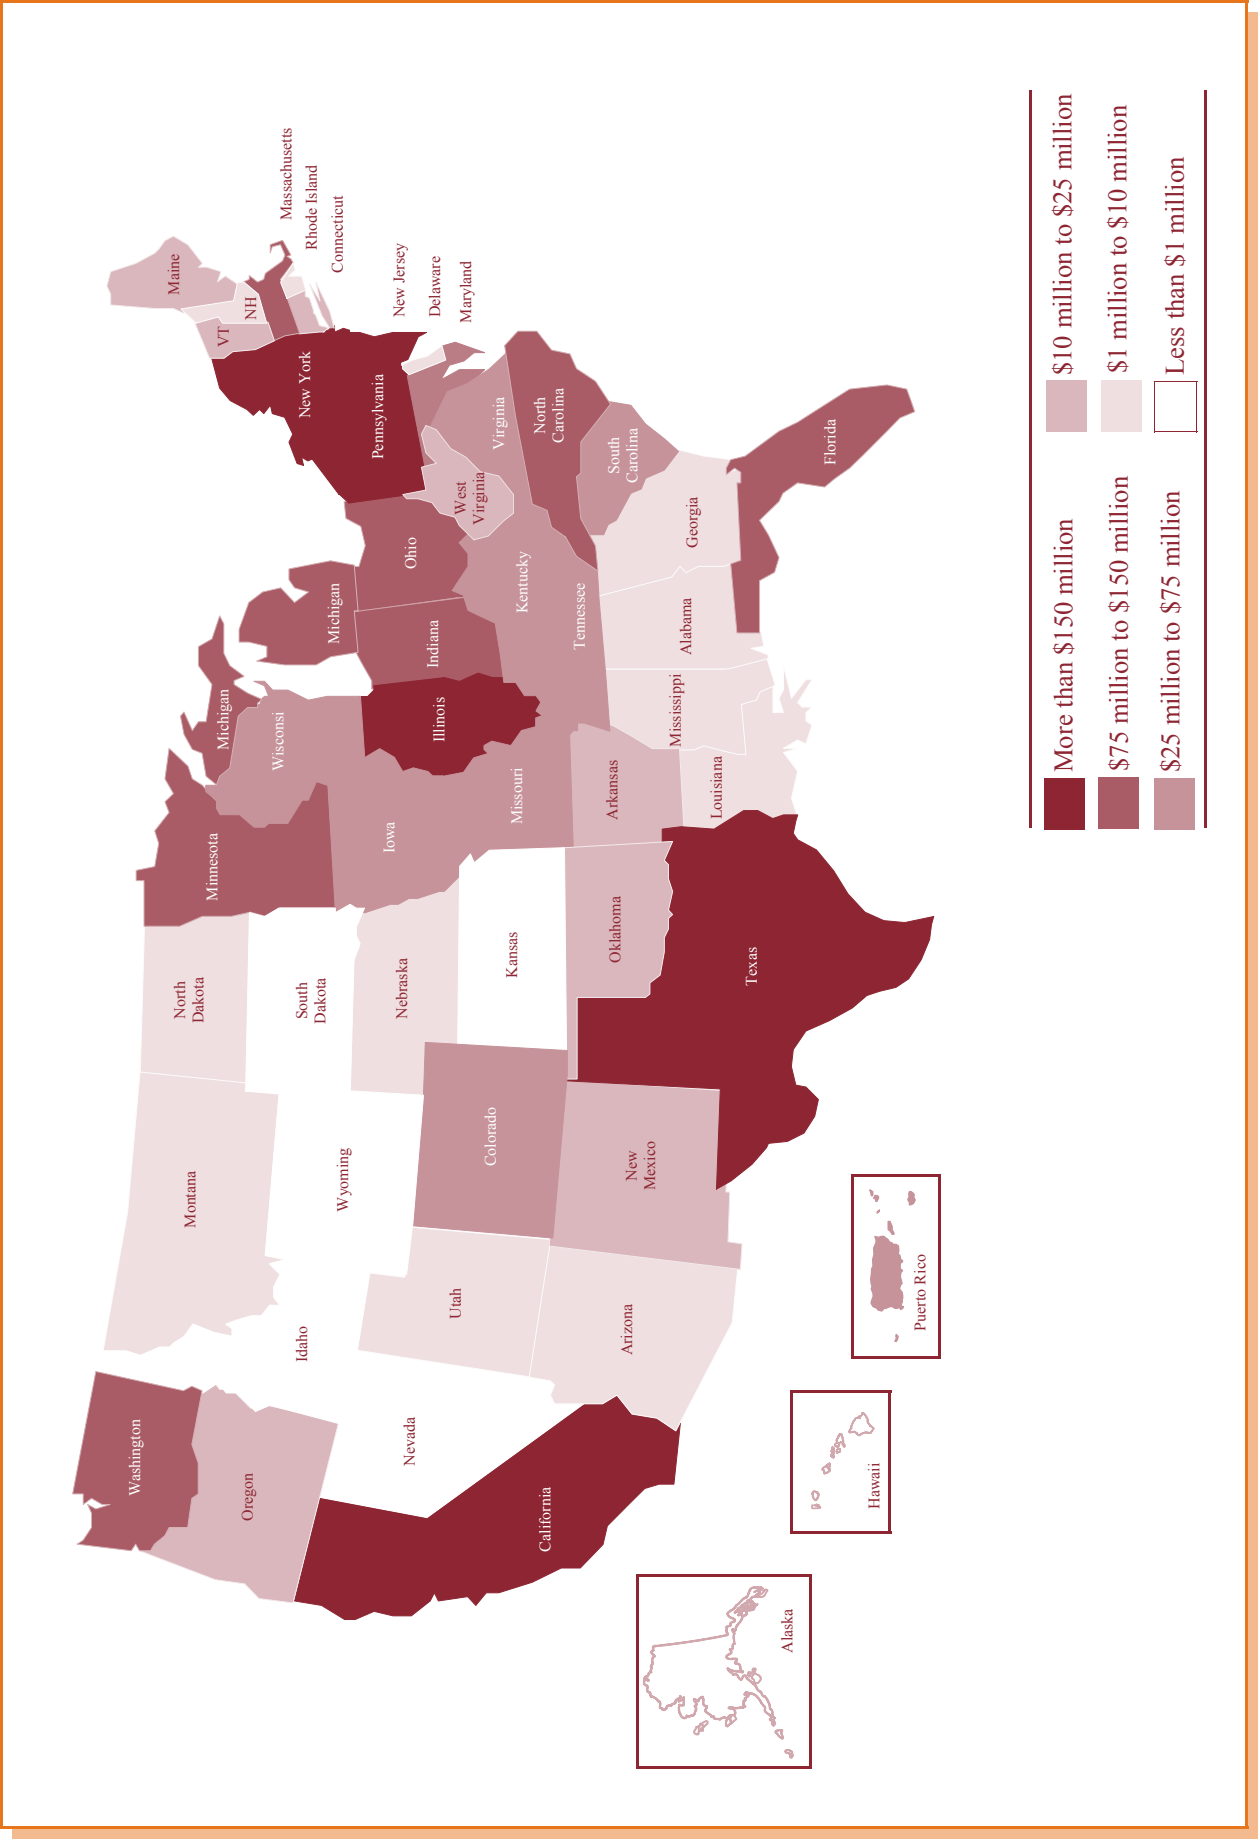 Washington
Oregon
California
Nevada
Idaho
Montana
Wyoming
Utah
Arizona
Colorado
New
Mexico
North
Dakota
South
Dakota
Nebraska
Kansas
Oklahoma
Texas
Minnesota
Iowa
Missouri
Arkansas
Louisiana
Wisconsi
Michigan
Michigan
Illinois
Indiana
Ohio
Kentucky
Tennessee
Mississippi
Alabama
Georgia
Florida
South
Carolina
North
Carolina
Virginia
West
Virginia
Pennsylvania
New York
VT
NH
Maine
Massachusetts
Rhode Island
Connecticut
New Jersey
Delaware
Maryland
Alaska
Hawaii
Puerto Rico
More than $150 million
$75 million to $150 million
$25 million to $75 million
$10 million to $25 million
$1 million to $10 million
Less than $1 million